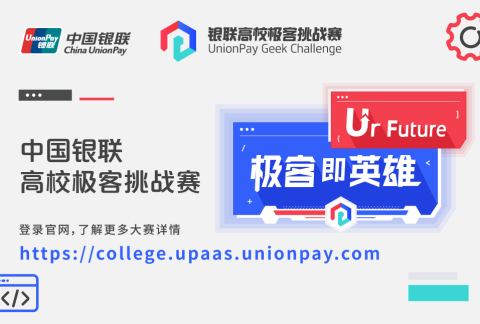 UnionPay
银联
中国银联
China UnionPay
银联高校极客挑战赛
UnionPay Geek Challenge
Ur Future
极客即英雄
中国银联
高校极客挑战赛
登录官网,了解更多大赛详情
https://college.upaas.unionpay.com